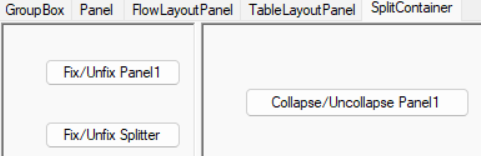 GroupBox Panel FlowLayoutPanel TableLayoutPanel SplitContainer
Fix/Unfix Panel1
Collapse/Uncollapse Panel1
Fix/Unfix Splitter